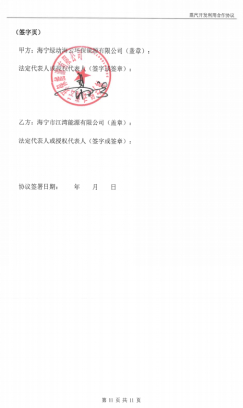 蒸汽开发利用合作协议
(签字页)
甲方:海宁绿动海云环保能源有限公司(盖章):
法定代表人或授权代表人(签字或签章):
乙方:海宁市江湾能源有限公司(盖章):
法定代表人或授权代表人(签字或签章):
协议签署日期: 年 月 日
第 11 页 共 11 页